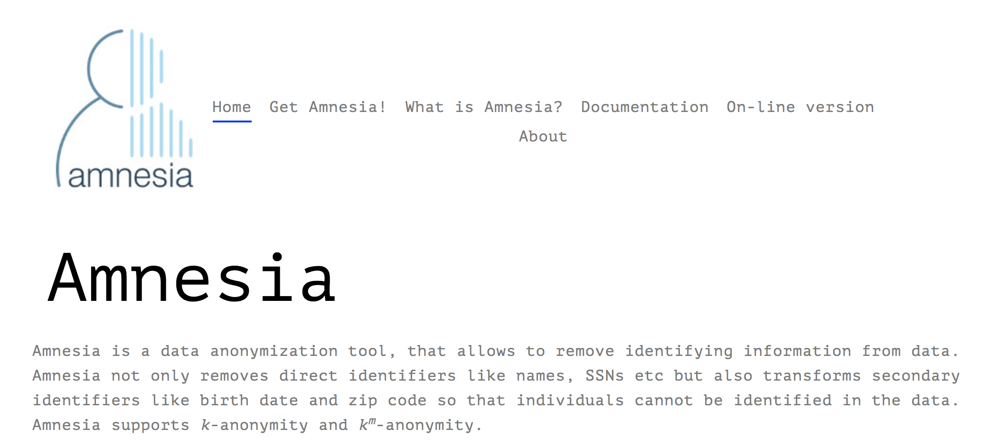 amnesia
Home Get Amnesia! What is Amnesia? Documentation On-line version
About
Amnesia
Amnesia is a data anonymization tool, that allows to remove identifying information from data.
Amnesia not only removes direct identifiers like names, SSNs etc but also transforms secondary
identifiers like birth date and zip code so that individuals cannot be identified in the data.
Amnesia supports k-anonymity and kᵐ-anonymity.